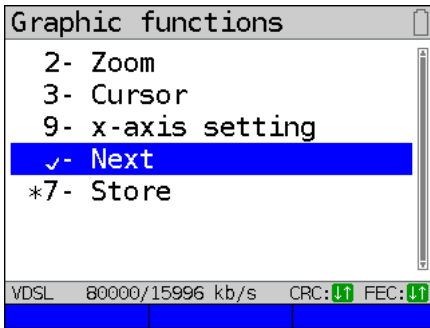 Graphic functions
2- Zoom
3- Cursor
9- x-axis setting
✓- Next
*7- Store
VDSL 80000/15996 kb/s CRC:↓↑ FEC:↓↑